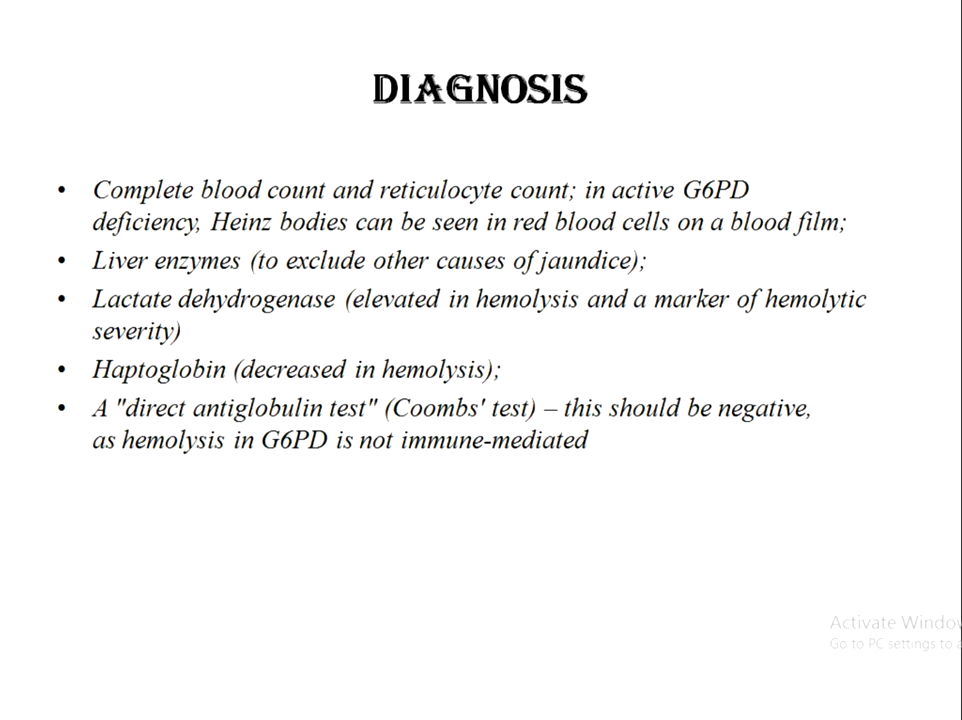 DIAGNOSIS
• Complete blood count and reticulocyte count; in active G6PD
deficiency, Heinz bodies can be seen in red blood cells on a blood film;
• Liver enzymes (to exclude other causes of jaundice);
• Lactate dehydrogenase (elevated in hemolysis and a marker of hemolytic
severity)
• Haptoglobin (decreased in hemolysis);
• A "direct antiglobulin test" (Coombs' test) – this should be negative,
as hemolysis in G6PD is not immune-mediated
Activate Window
Go to PC settings to a